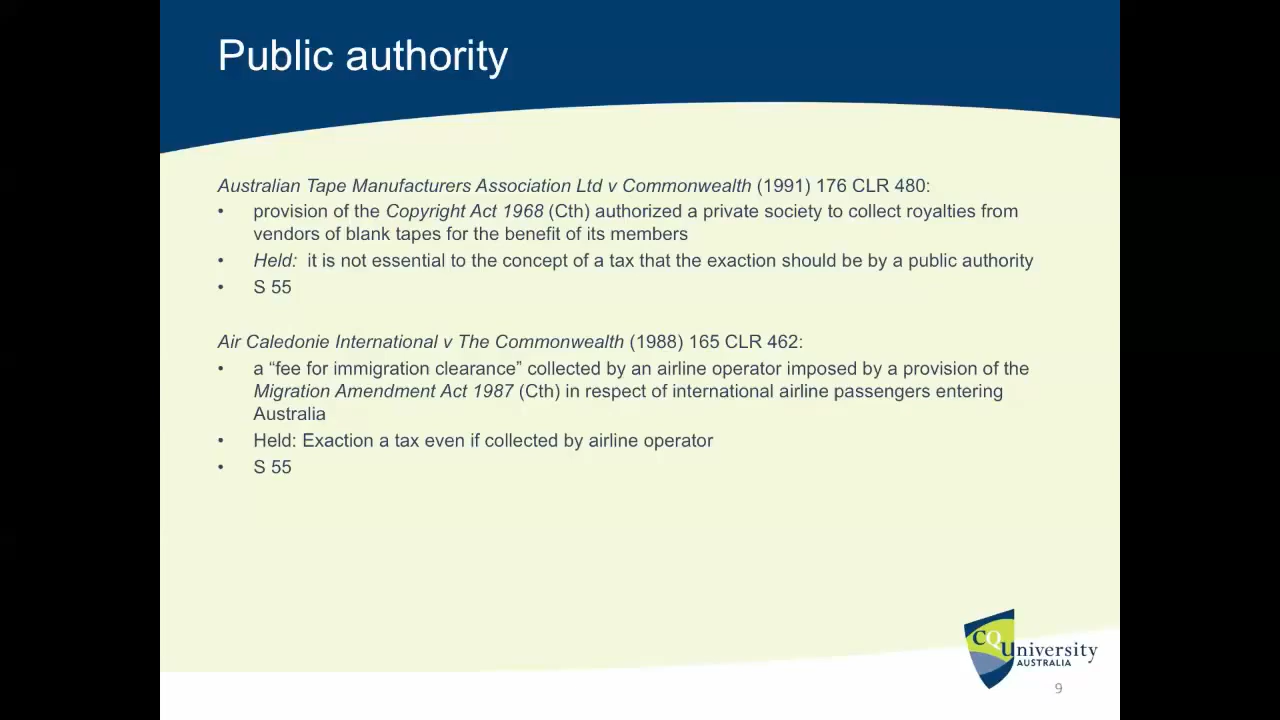 Public authority
Australian Tape Manufacturers Association Ltd v Commonwealth (1991) 176 CLR 480:
• provision of the Copyright Act 1968 (Cth) authorized a private society to collect royalties from
vendors of blank tapes for the benefit of its members
• Held: it is not essential to the concept of a tax that the exaction should be by a public authority
• S 55
Air Caledonie International v The Commonwealth (1988) 165 CLR 462:
• a “fee for immigration clearance” collected by an airline operator imposed by a provision of the
Migration Amendment Act 1987 (Cth) in respect of international airline passengers entering
Australia
• Held: Exaction a tax even if collected by airline operator
• S 55
CQUniversity
AUSTRALIA
9